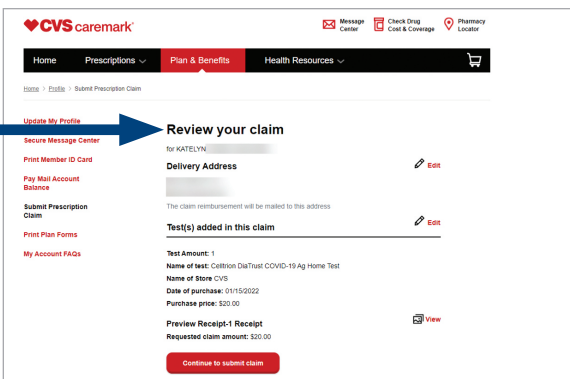 CVS caremark®
Message Center
Check Drug Cost & Coverage
Pharmacy Locator
Home Prescriptions Plan & Benefits Health Resources
Home > Profile > Submit Prescription Claim
Update My Profile
Secure Message Center
Print Member ID Card
Pay Mail Account
Balance
Submit Prescription
Claim
Print Plan Forms
My Account FAQs
Review your claim
for KATELYN
Delivery Address
Edit
The claim reimbursement will be mailed to this address
Test(s) added in this claim
Edit
Test Amount: 1
Name of test: Celltrion DiaTrust COVID-19 Ag Home Test
Name of Store CVS
Date of purchase: 01/15/2022
Purchase price: $20.00
Preview Receipt-1 Receipt
View
Requested claim amount: $20.00
Continue to submit claim